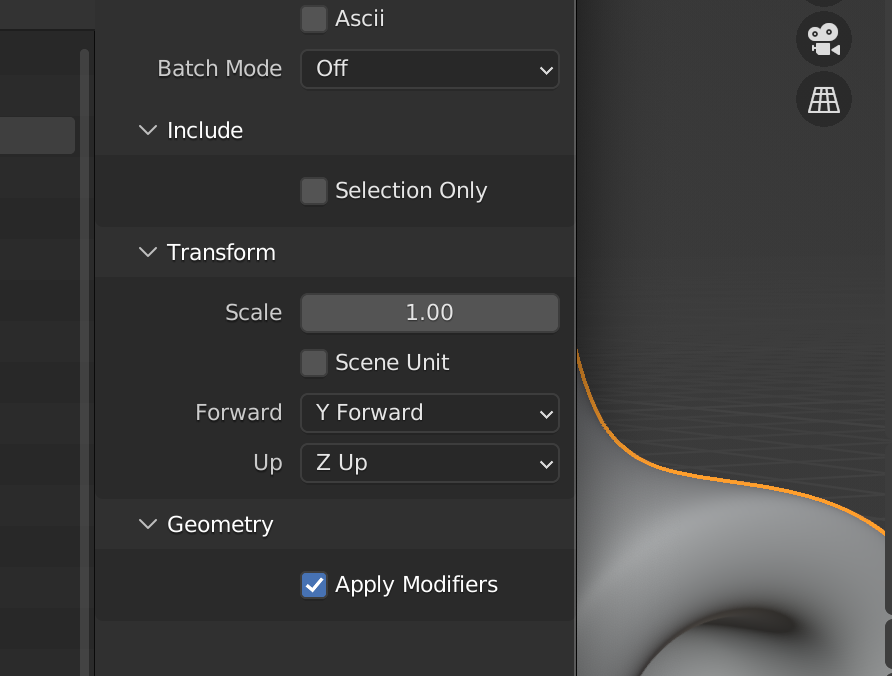 Ascii
Batch Mode Off
Include
Selection Only
Transform
Scale 1.00
Scene Unit
Forward Y Forward
Up Z Up
Geometry
Apply Modifiers